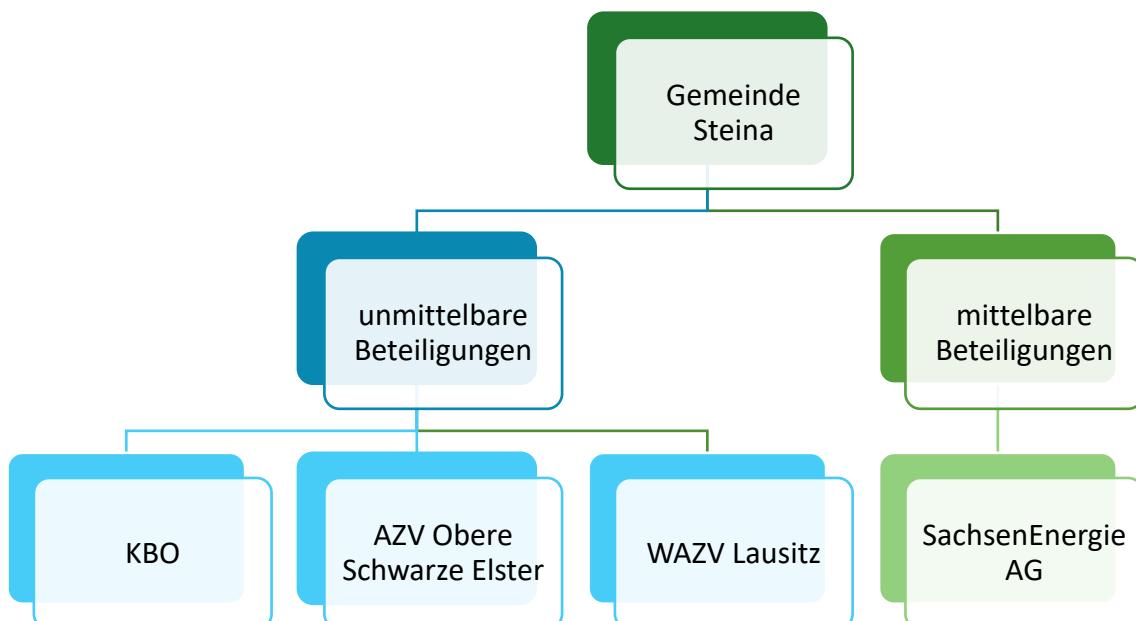 Gemeinde
Steina
unmittelbare
Beteiligungen
mittelbare
Beteiligungen
KBO
AZV Obere
Schwarze Elster
WAZV Lausitz
SachsenEnergie
AG